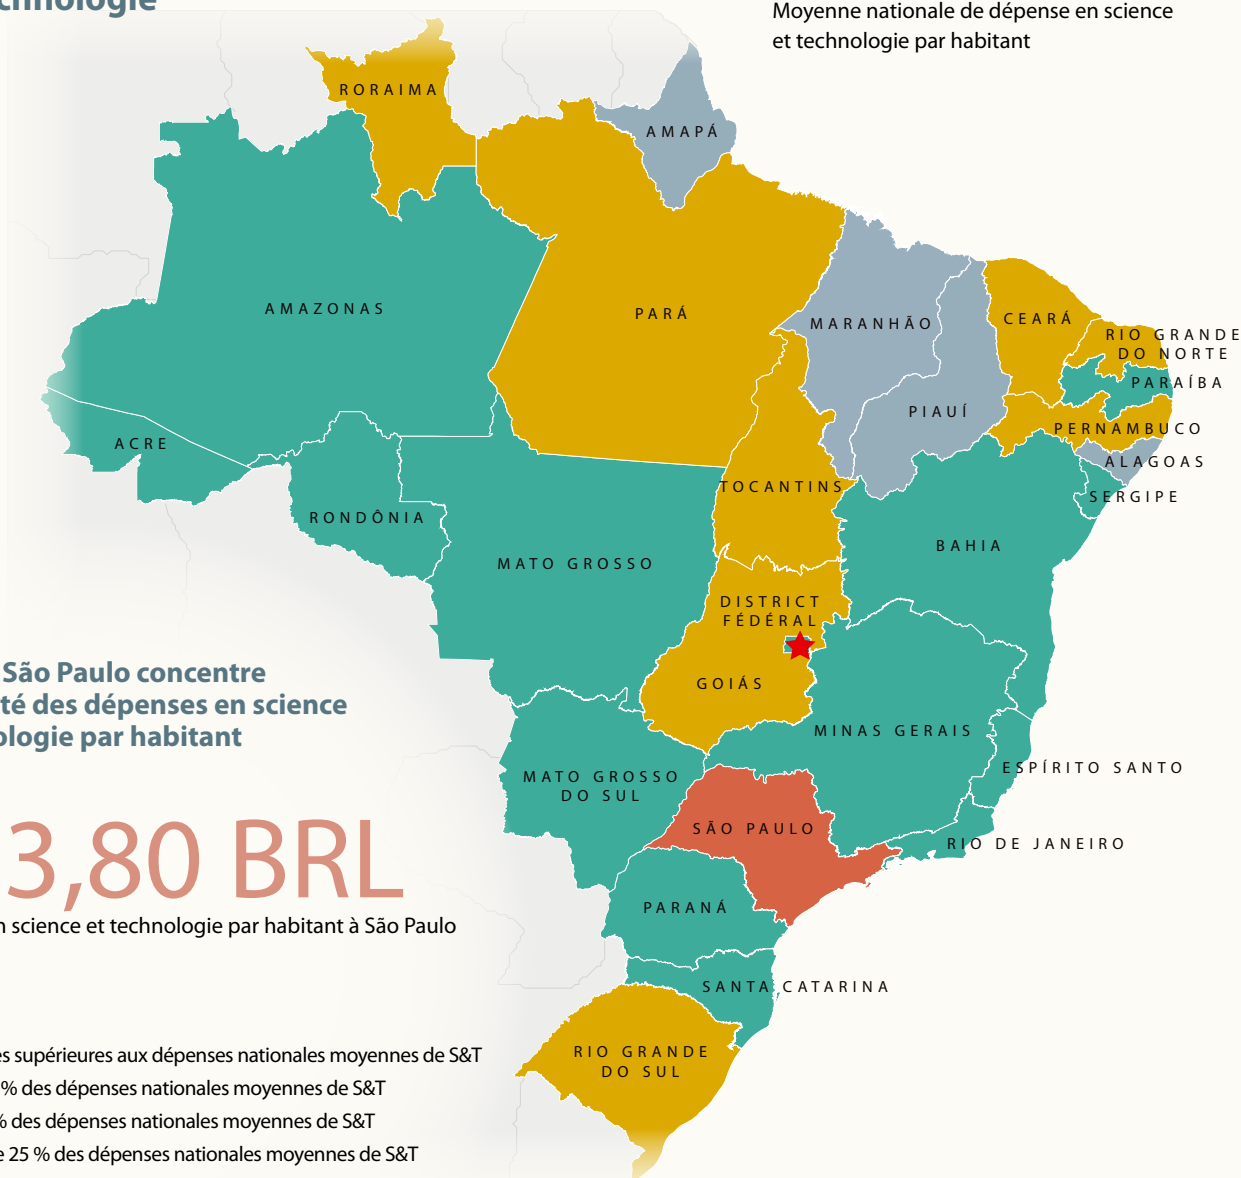 Moyenne nationale de dépense en science
et technologie par habitant
RORAIMA
AMAPÁ
AMAZONAS
PARÁ
MARANHÃO
CEARÁ
RIO GRANDE
DO NORTE
PARAÍBA
PIAUÍ
PERNAMBUCO
ACRE
ALAGOAS
TOCANTINS
SERGIPE
RONDÔNIA
BAHIA
MATO GROSSO
DISTRICT
FÉDÉRAL
São Paulo concentre
des dépenses en science
par habitant
GOIÁS
MINAS GERAIS
ESPÍRITO SANTO
MATO GROSSO
DO SUL
3,80 BRL
SÃO PAULO
RIO DE JANEIRO
science et technologie par habitant à São Paulo
PARANÁ
SANTA CATARINA
RIO GRANDE
DO SUL
supérieures aux dépenses nationales moyennes de S&T
% des dépenses nationales moyennes de S&T
% des dépenses nationales moyennes de S&T
25 % des dépenses nationales moyennes de S&T